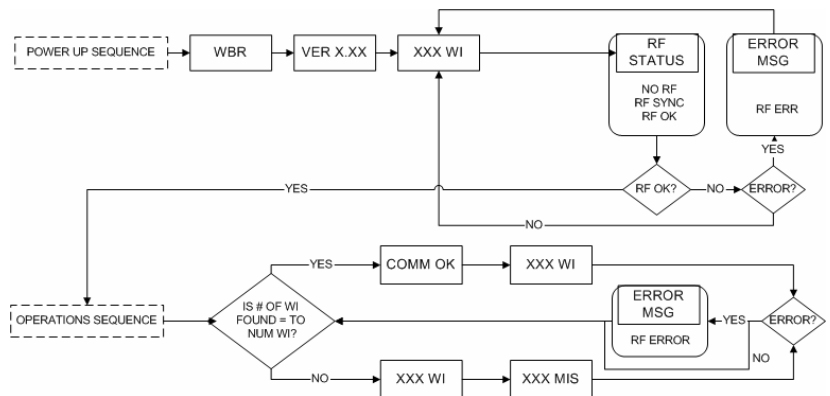 POWER UP SEQUENCE
WBR
VER X.XX
XXX WI
RF
STATUS
NO RF
RF SYNC
RF OK
ERROR
MSG
RF ERR
YES
YES
RF OK?
NO
ERROR?
NO
OPERATIONS SEQUENCE
IS # OF WI
FOUND = TO
NUM WI?
YES
COMM OK
XXX WI
ERROR
MSG
RF ERROR
YES
ERROR?
NO
NO
XXX WI
XXX MIS